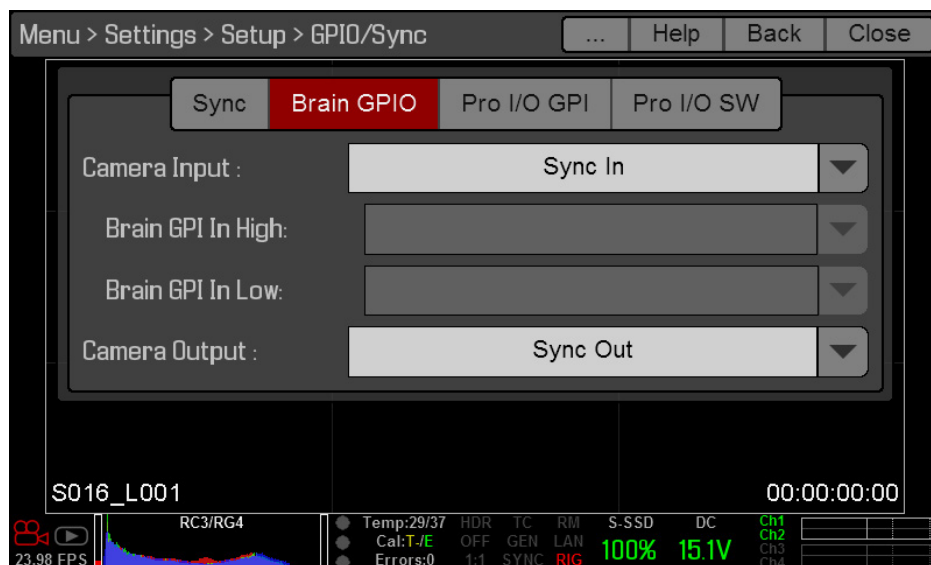 Menu > Settings > Setup > GPIO/Sync ... Help Back Close
Sync Brain GPIO Pro I/O GPI Pro I/O SW
Camera Input : Sync In
Brain GPI In High:
Brain GPI In Low:
Camera Output : Sync Out
S016_L001 00:00:00:00
RC3/RG4 Temp:29/37 HDR TC RM S-SSD DC Ch1
Cal:T-/E OFF GEN LAN 100% 15.1V Ch2
Ch3
23.98 FPS Errors:0 1:1 SYNC RIG Ch4